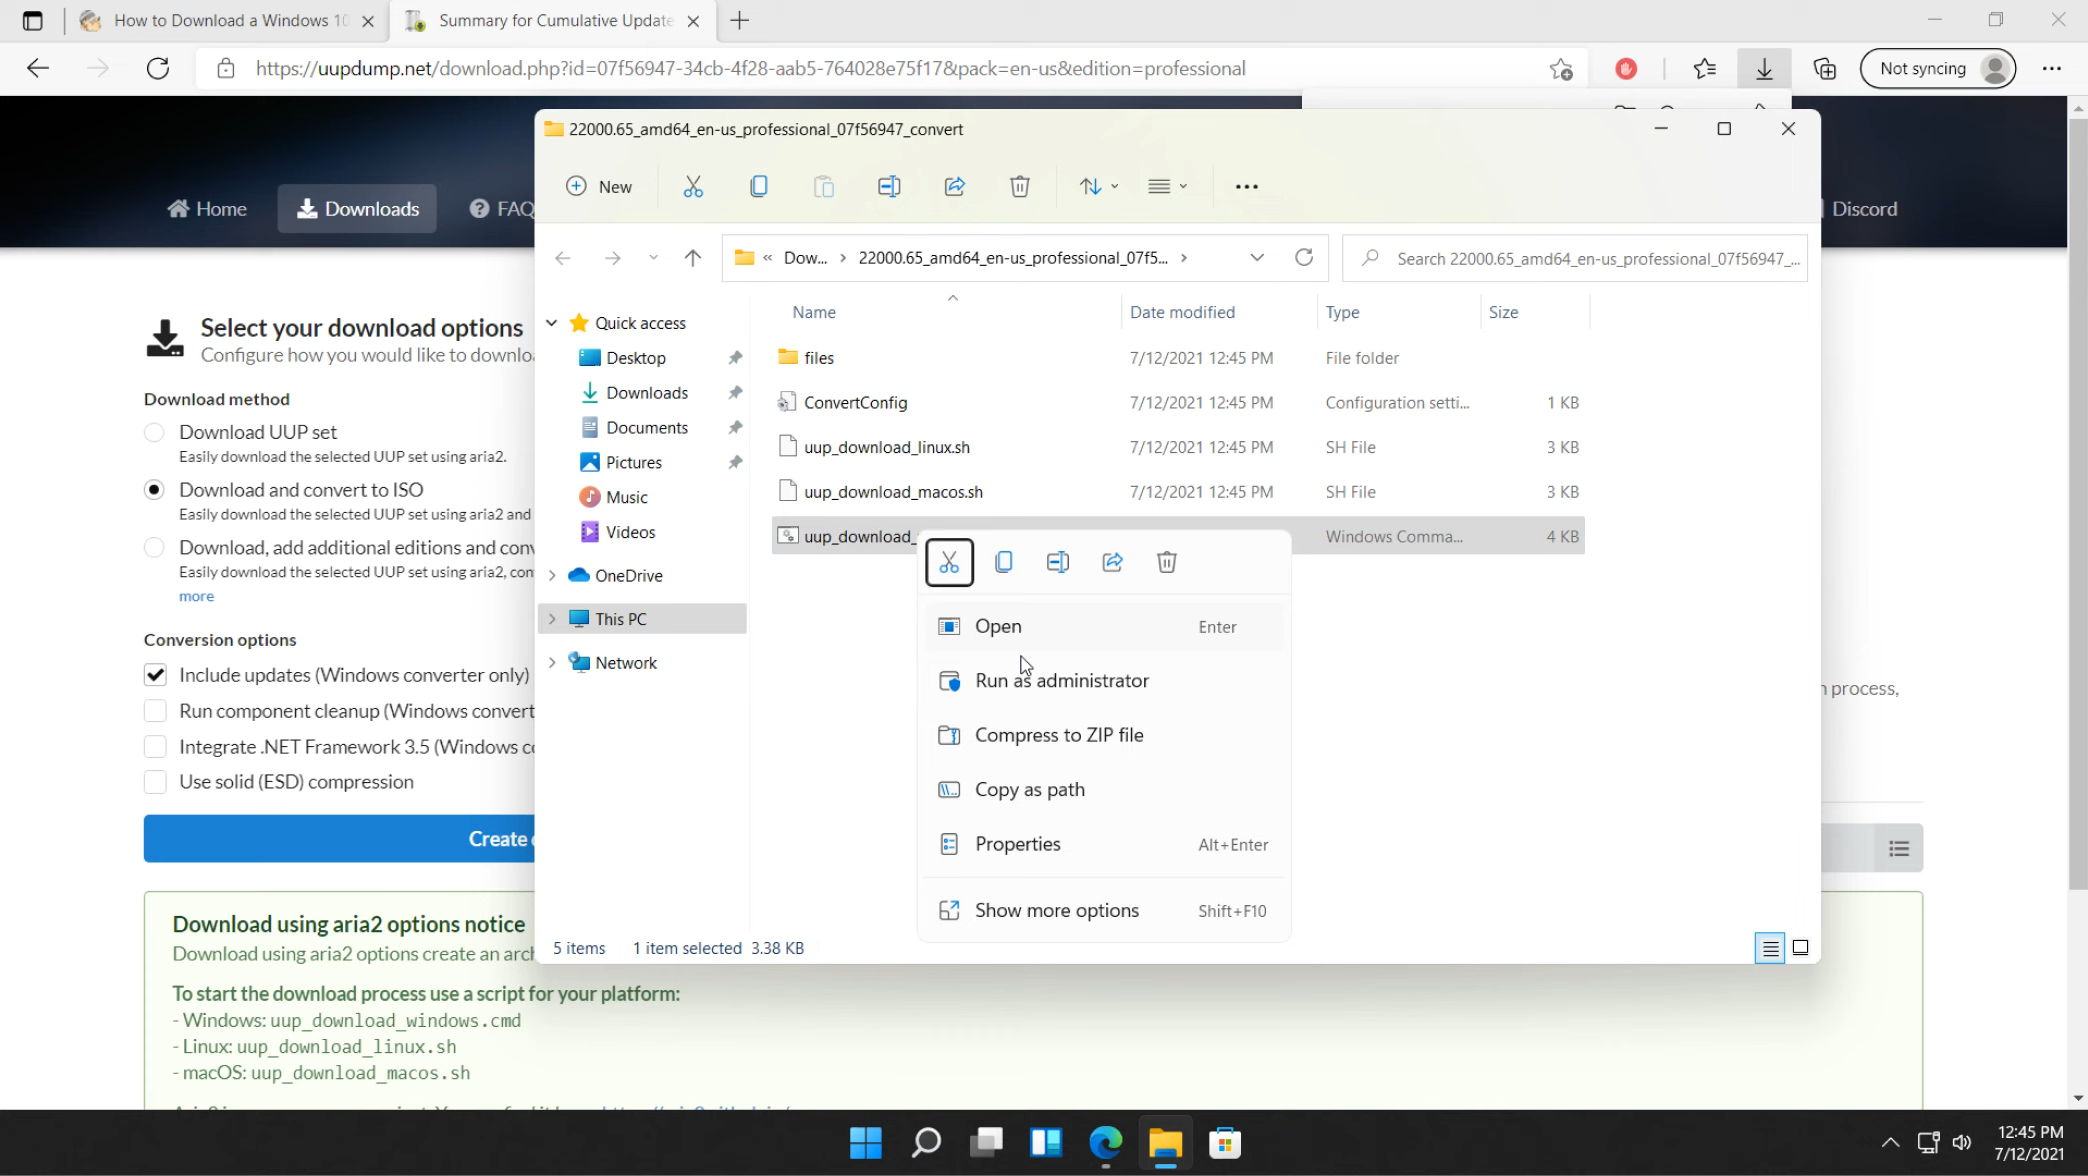 How to Download a Windows 10
Summary for Cumulative Update
https://uupdump.net/download.php?id=07f56947-34cb-4f28-aab5-764028e75f17&pack=en-us&edition=professional
Not syncing
Home
Downloads
FAQ
Discord
22000.65_amd64_en-us_professional_07f56947_convert
New
« Dow... › 22000.65_amd64_en-us_professional_07f5... ›
Search 22000.65_amd64_en-us_professional_07f56947_...
Name
Date modified
Type
Size
Quick access
Desktop
Downloads
Documents
Pictures
Music
Videos
OneDrive
This PC
Network
files 7/12/2021 12:45 PM File folder
ConvertConfig 7/12/2021 12:45 PM Configuration setti... 1 KB
uup_download_linux.sh 7/12/2021 12:45 PM SH File 3 KB
uup_download_macos.sh 7/12/2021 12:45 PM SH File 3 KB
uup_download_ Windows Comma... 4 KB
Open Enter
Run as administrator
Compress to ZIP file
Copy as path
Properties Alt+Enter
Show more options Shift+F10
5 items 1 item selected 3.38 KB
Select your download options
Configure how you would like to downlo
Download method
Download UUP set
Easily download the selected UUP set using aria2.
Download and convert to ISO
Easily download the selected UUP set using aria2 and
Download, add additional editions and con
Easily download the selected UUP set using aria2, con
more
Conversion options
Include updates (Windows converter only)
Run component cleanup (Windows convert
Integrate .NET Framework 3.5 (Windows c
Use solid (ESD) compression
process,
Create
Download using aria2 options notice
Download using aria2 options create an arc
To start the download process use a script for your platform:
- Windows: uup_download_windows.cmd
- Linux: uup_download_linux.sh
- macOS: uup_download_macos.sh
12:45 PM
7/12/2021